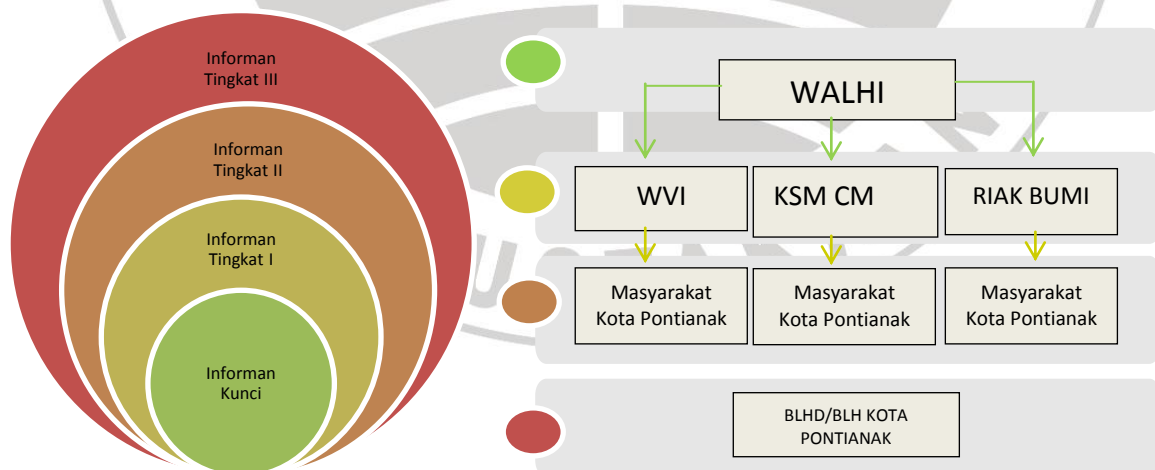 Informan
Tingkat III
Informan
Tingkat II
Informan
Tingkat I
Informan
Kunci
WALHI
WVI
KSM CM
RIAK BUMI
Masyarakat
Kota Pontianak
Masyarakat
Kota Pontianak
Masyarakat
Kota Pontianak
BLHD/BLH KOTA
PONTIANAK